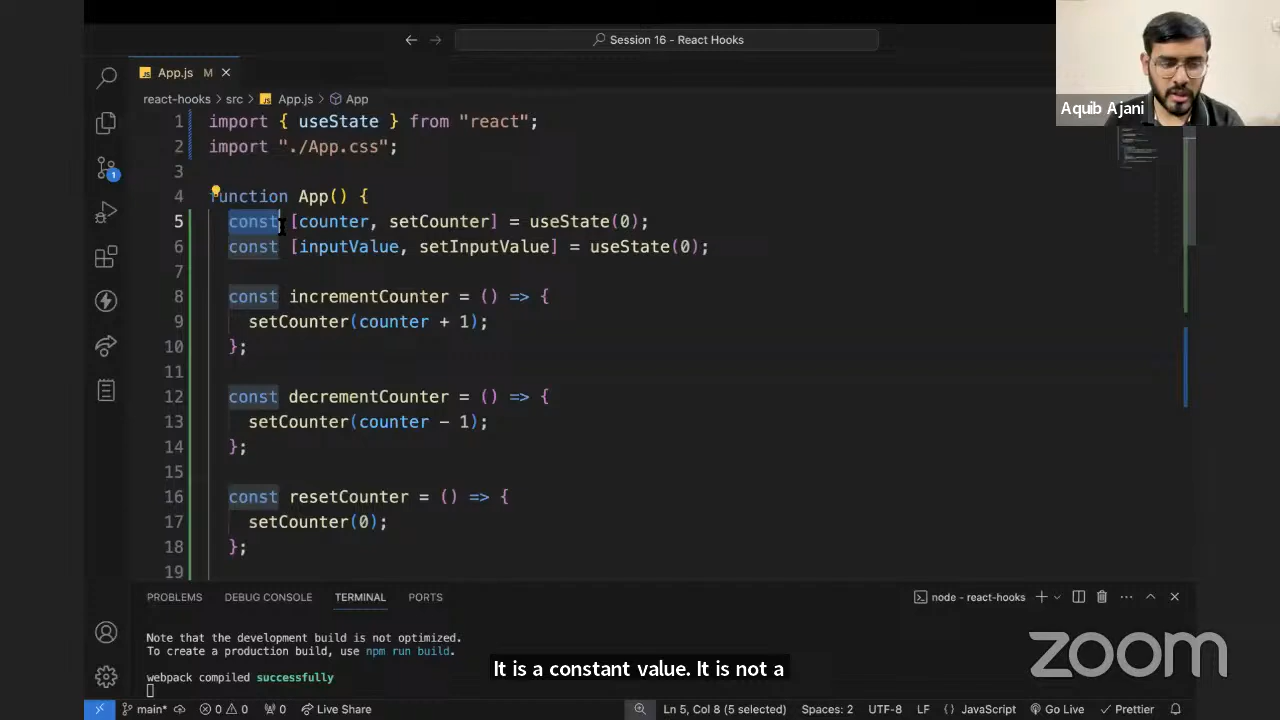 Session 16 - React Hooks
Aquib Ajani
App.js M
react-hooks > src > App.js > App
1 import { useState } from "react";
2 import "./App.css";
3
4 function App() {
5 const [counter, setCounter] = useState(0);
6 const [inputValue, setInputValue] = useState(0);
7
8 const incrementCounter = () => {
9 setCounter(counter + 1);
10 };
11
12 const decrementCounter = () => {
13 setCounter(counter - 1);
14 };
15
16 const resetCounter = () => {
17 setCounter(0);
18 };
19
1
PROBLEMS DEBUG CONSOLE TERMINAL PORTS
node - react-hooks
Note that the development build is not optimized.
To create a production build, use npm run build.
webpack compiled successfully
It is a constant value. It is not a
zoom
main* 0 0 0 Live Share Ln 5, Col 8 (5 selected) Spaces: 2 UTF-8 LF {} JavaScript Go Live Prettier